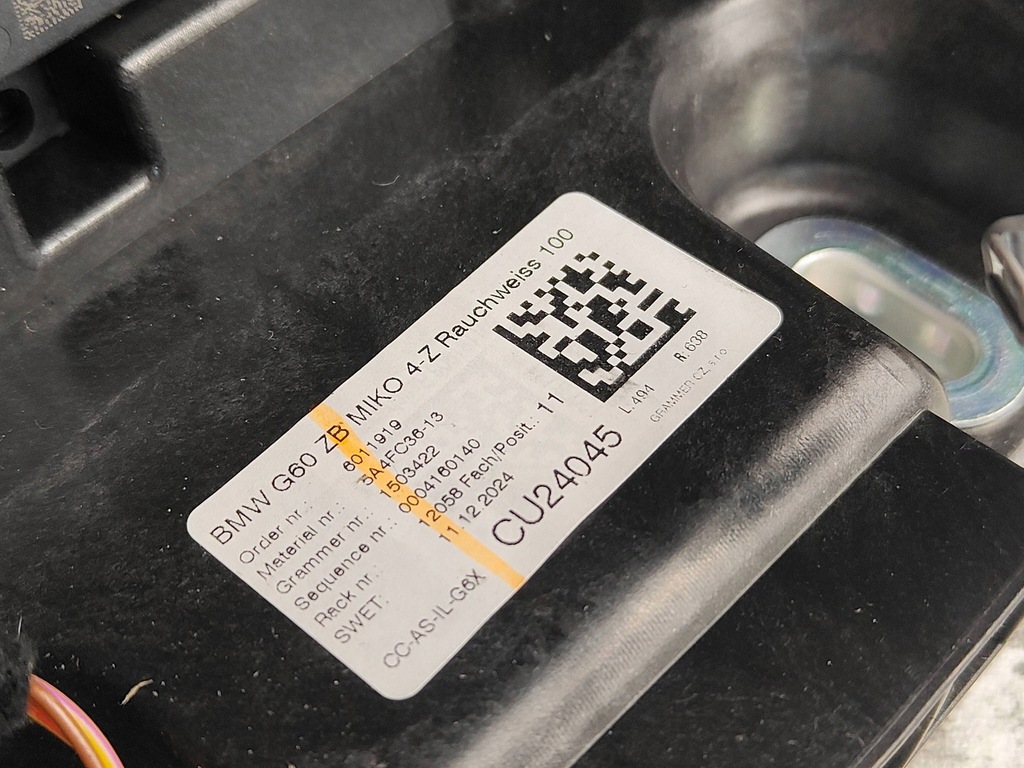 BMW G60 ZB MIKO 4-Z Rauchweiss 100
Order nr.: 6011919
Material nr.: 5A4FC36-13
Grammer nr.: 1503422
Sequence nr.: 0004160140
Rack nr.: 12058 Fach/Posit.: 11
SWET: 11.12.2024
CC-AS-IL-G6X
CU24045
L.494 R.638
GRAMMER CZ, s.r.o